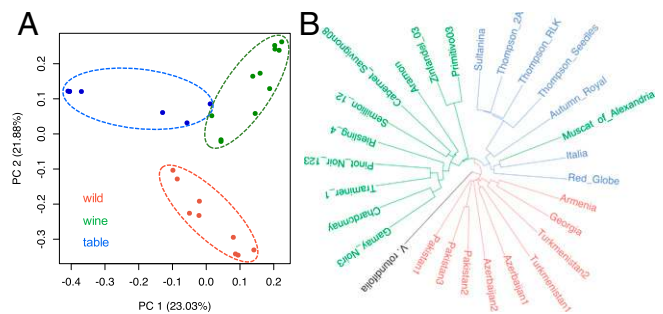 A
B
0.2
0.1
0.0
-0.1
-0.2
-0.3
PC 2 (21.88%)
wild
wine
table
-0.4
-0.3
-0.2
-0.1
0.0
0.1
0.2
PC 1 (23.03%)
Sultanina
Thompson_2A
Thompson_RLK
Thompson_Seedles
Autumn_Royal
Muscat_of_Alexandria
Italia
Red_Globe
Armenia
Georgia
Turkmenistan2
Turkmenistan1
Azerbaijan1
Azerbaijan2
Pakistan2
Pakistan3
Pakistan1
V. rotundifolia
Gamay_Noir3
Chardonnay
Traminer_1
Pinot_Noir_123
Riesling_4
Semillion_12
Cabernet_Sauvignon08
Aramon
Zinfandel_03
Primitivo03